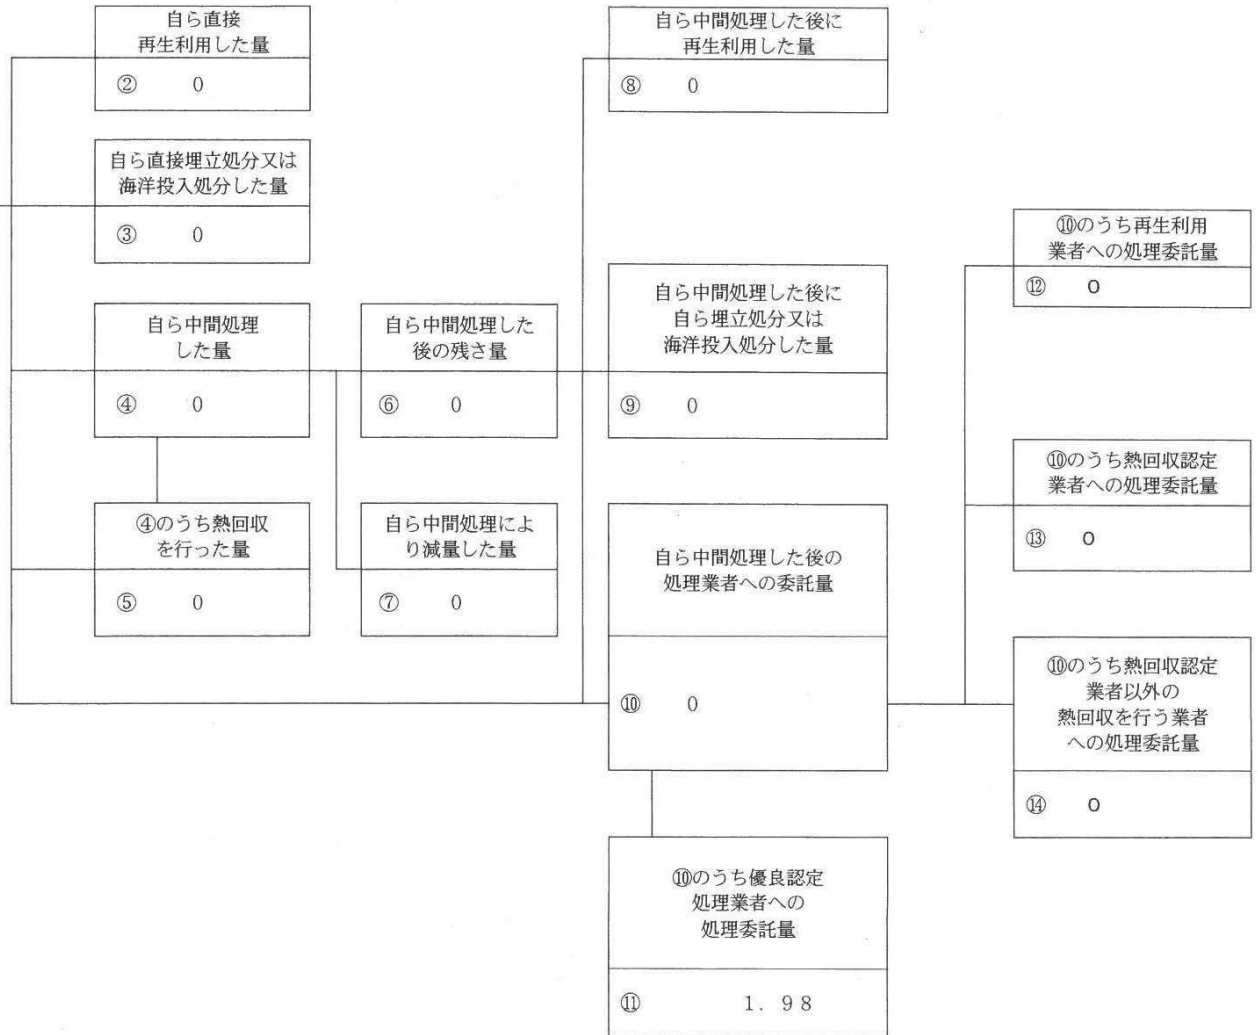 自ら直接
再生利用した量
② 0
自ら直接埋立処分又は
海洋投入処分した量
③ 0
自ら中間処理
した量
④ 0
④のうち熱回収
を行った量
⑤ 0
自ら中間処理した
後の残さ量
⑥ 0
自ら中間処理によ
り減量した量
⑦ 0
自ら中間処理した後に
再生利用した量
⑧ 0
自ら中間処理した後に
自ら埋立処分又は
海洋投入処分した量
⑨ 0
自ら中間処理した後の
処理業者への委託量
⑩ 0
⑩のうち優良認定
処理業者への
処理委託量
⑪ 1.98
⑩のうち再生利用
業者への処理委託量
⑫ 0
⑩のうち熱回収認定
業者への処理委託量
⑬ 0
⑩のうち熱回収認定
業者以外の
熱回収を行う業者
への処理委託量
⑭ 0